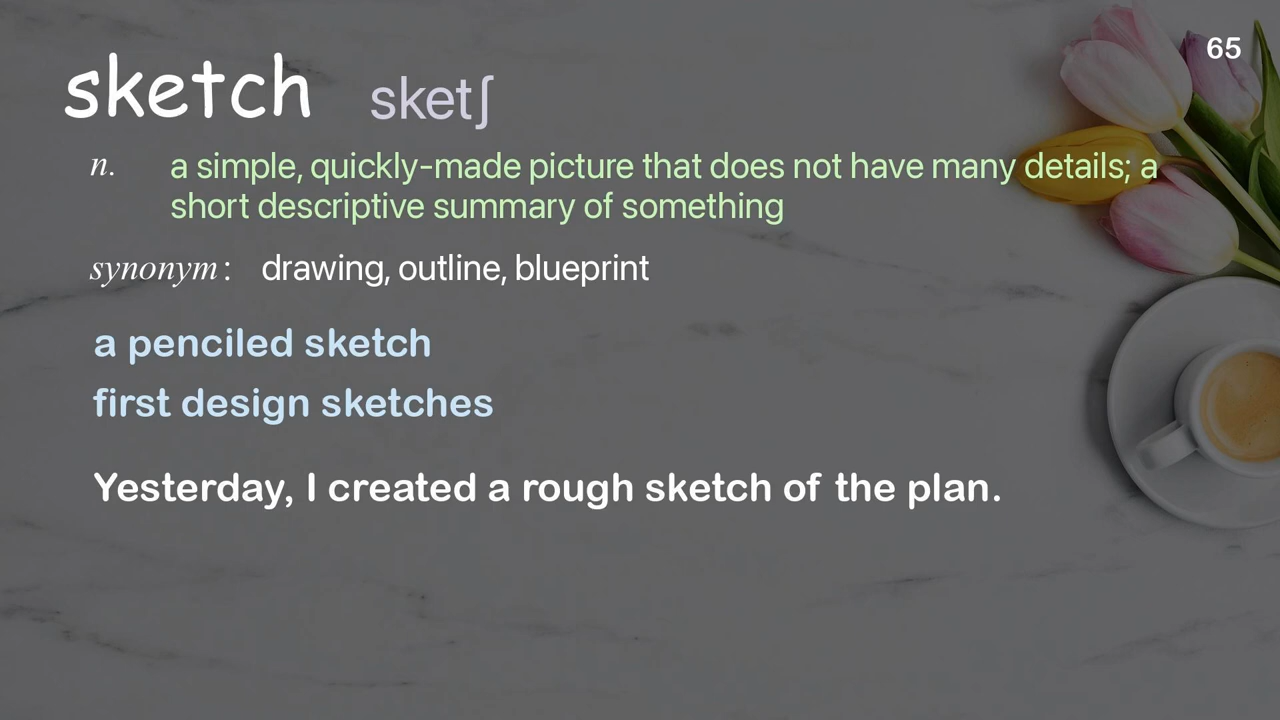 65
sketch sketʃ
n. a simple, quickly-made picture that does not have many details; a
short descriptive summary of something
synonym: drawing, outline, blueprint
a penciled sketch
first design sketches
Yesterday, I created a rough sketch of the plan.